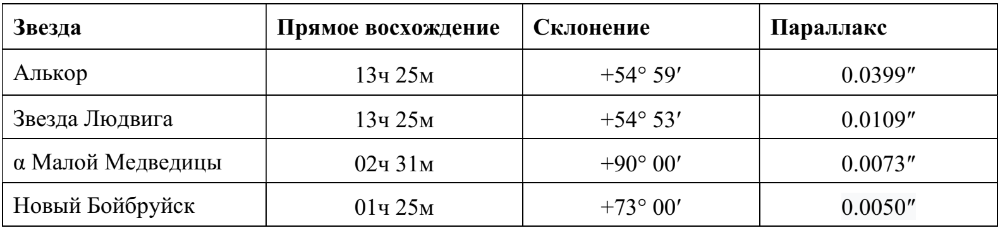 Звезда Прямое восхождение Склонение Параллакс
Алькор 13ч 25м +54° 59′ 0.0399″
Звезда Людвига 13ч 25м +54° 53′ 0.0109″
α Малой Медведицы 02ч 31м +90° 00′ 0.0073″
Новый Бойбруйск 01ч 25м +73° 00′ 0.0050″